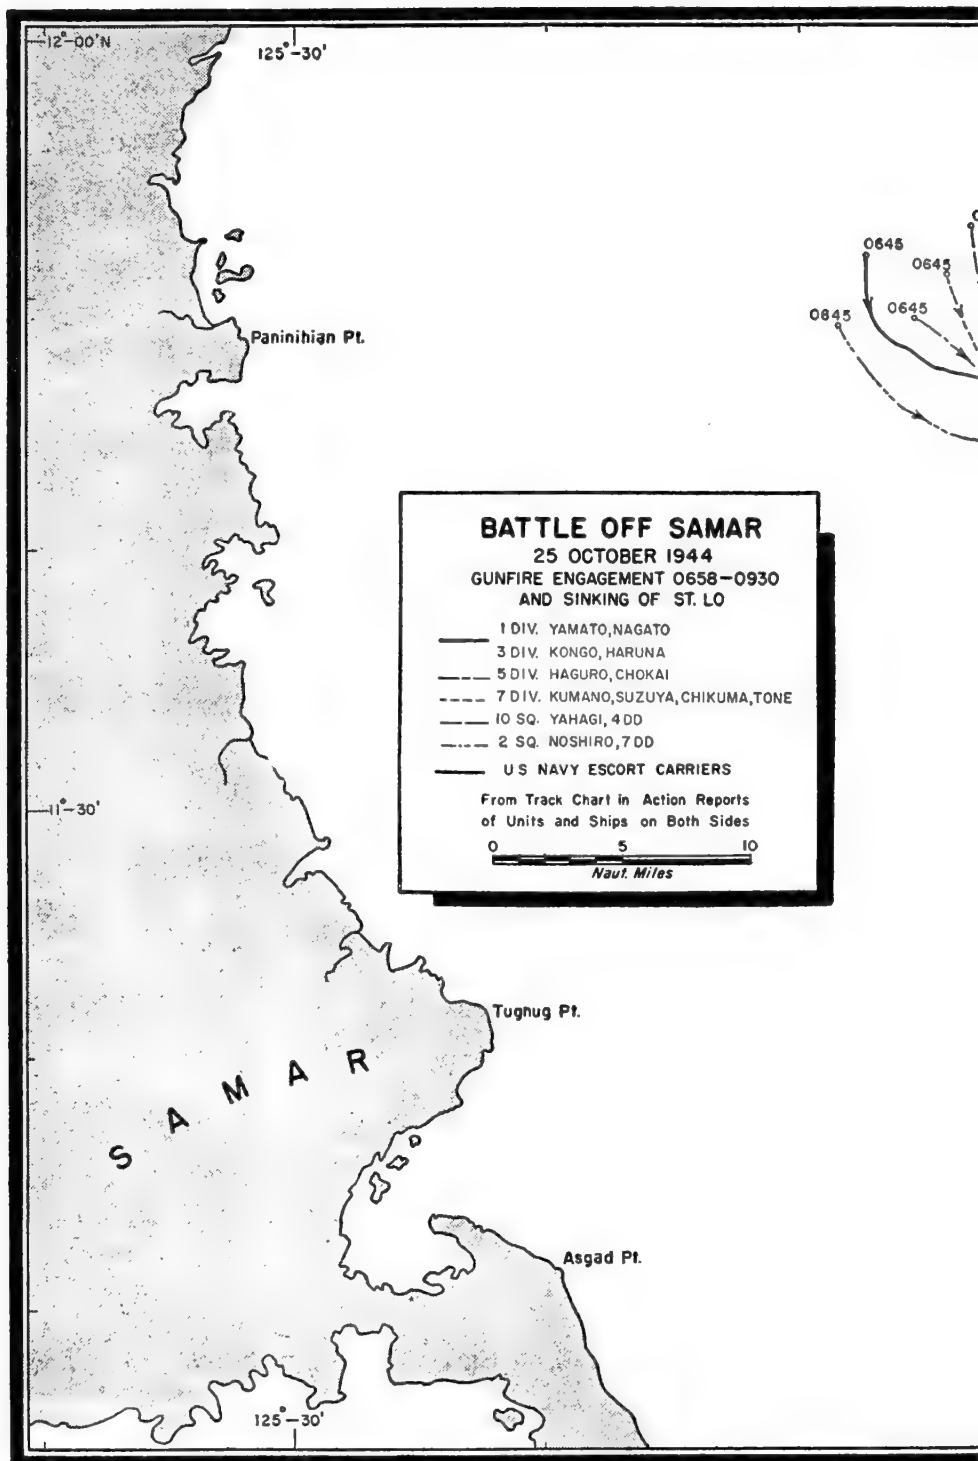 12°-00'N
125°-30'
0645
0645
0645
0645
Paninihian Pt.
BATTLE OFF SAMAR
25 OCTOBER 1944
GUNFIRE ENGAGEMENT 0658-0930
AND SINKING OF ST. LO
1 DIV. YAMATO, NAGATO
3 DIV. KONGO, HARUNA
5 DIV. HAGURO, CHOKAI
7 DIV. KUMANO, SUZUYA, CHIKUMA, TONE
10 SQ. YAHAGI, 4 DD
2 SQ. NOSHIRO, 7 DD
US NAVY ESCORT CARRIERS
From Track Chart in Action Reports
of Units and Ships on Both Sides
0 5 10
Naut. Miles
11°-30'
Tugnug Pt.
SAMAR
Asgad Pt.
125°-30'